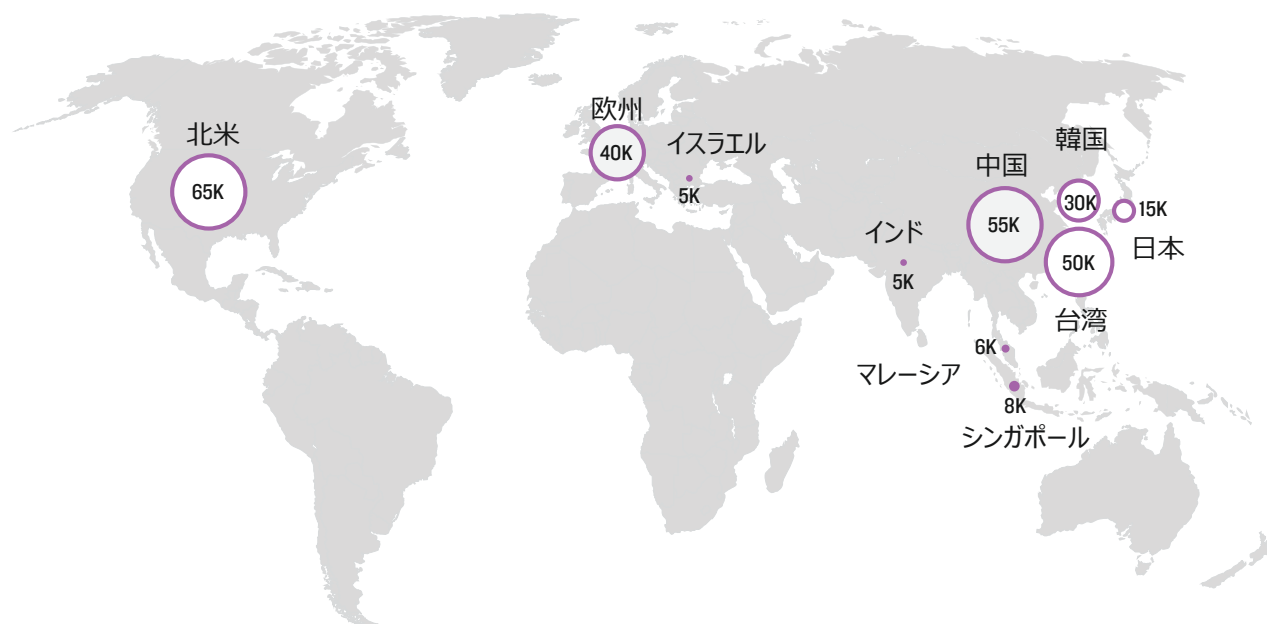 北米
65K
欧州
40K
イスラエル
5K
韓国
30K
中国
55K
15K
日本
インド
5K
50K
台湾
6K
マレーシア
8K
シンガポール